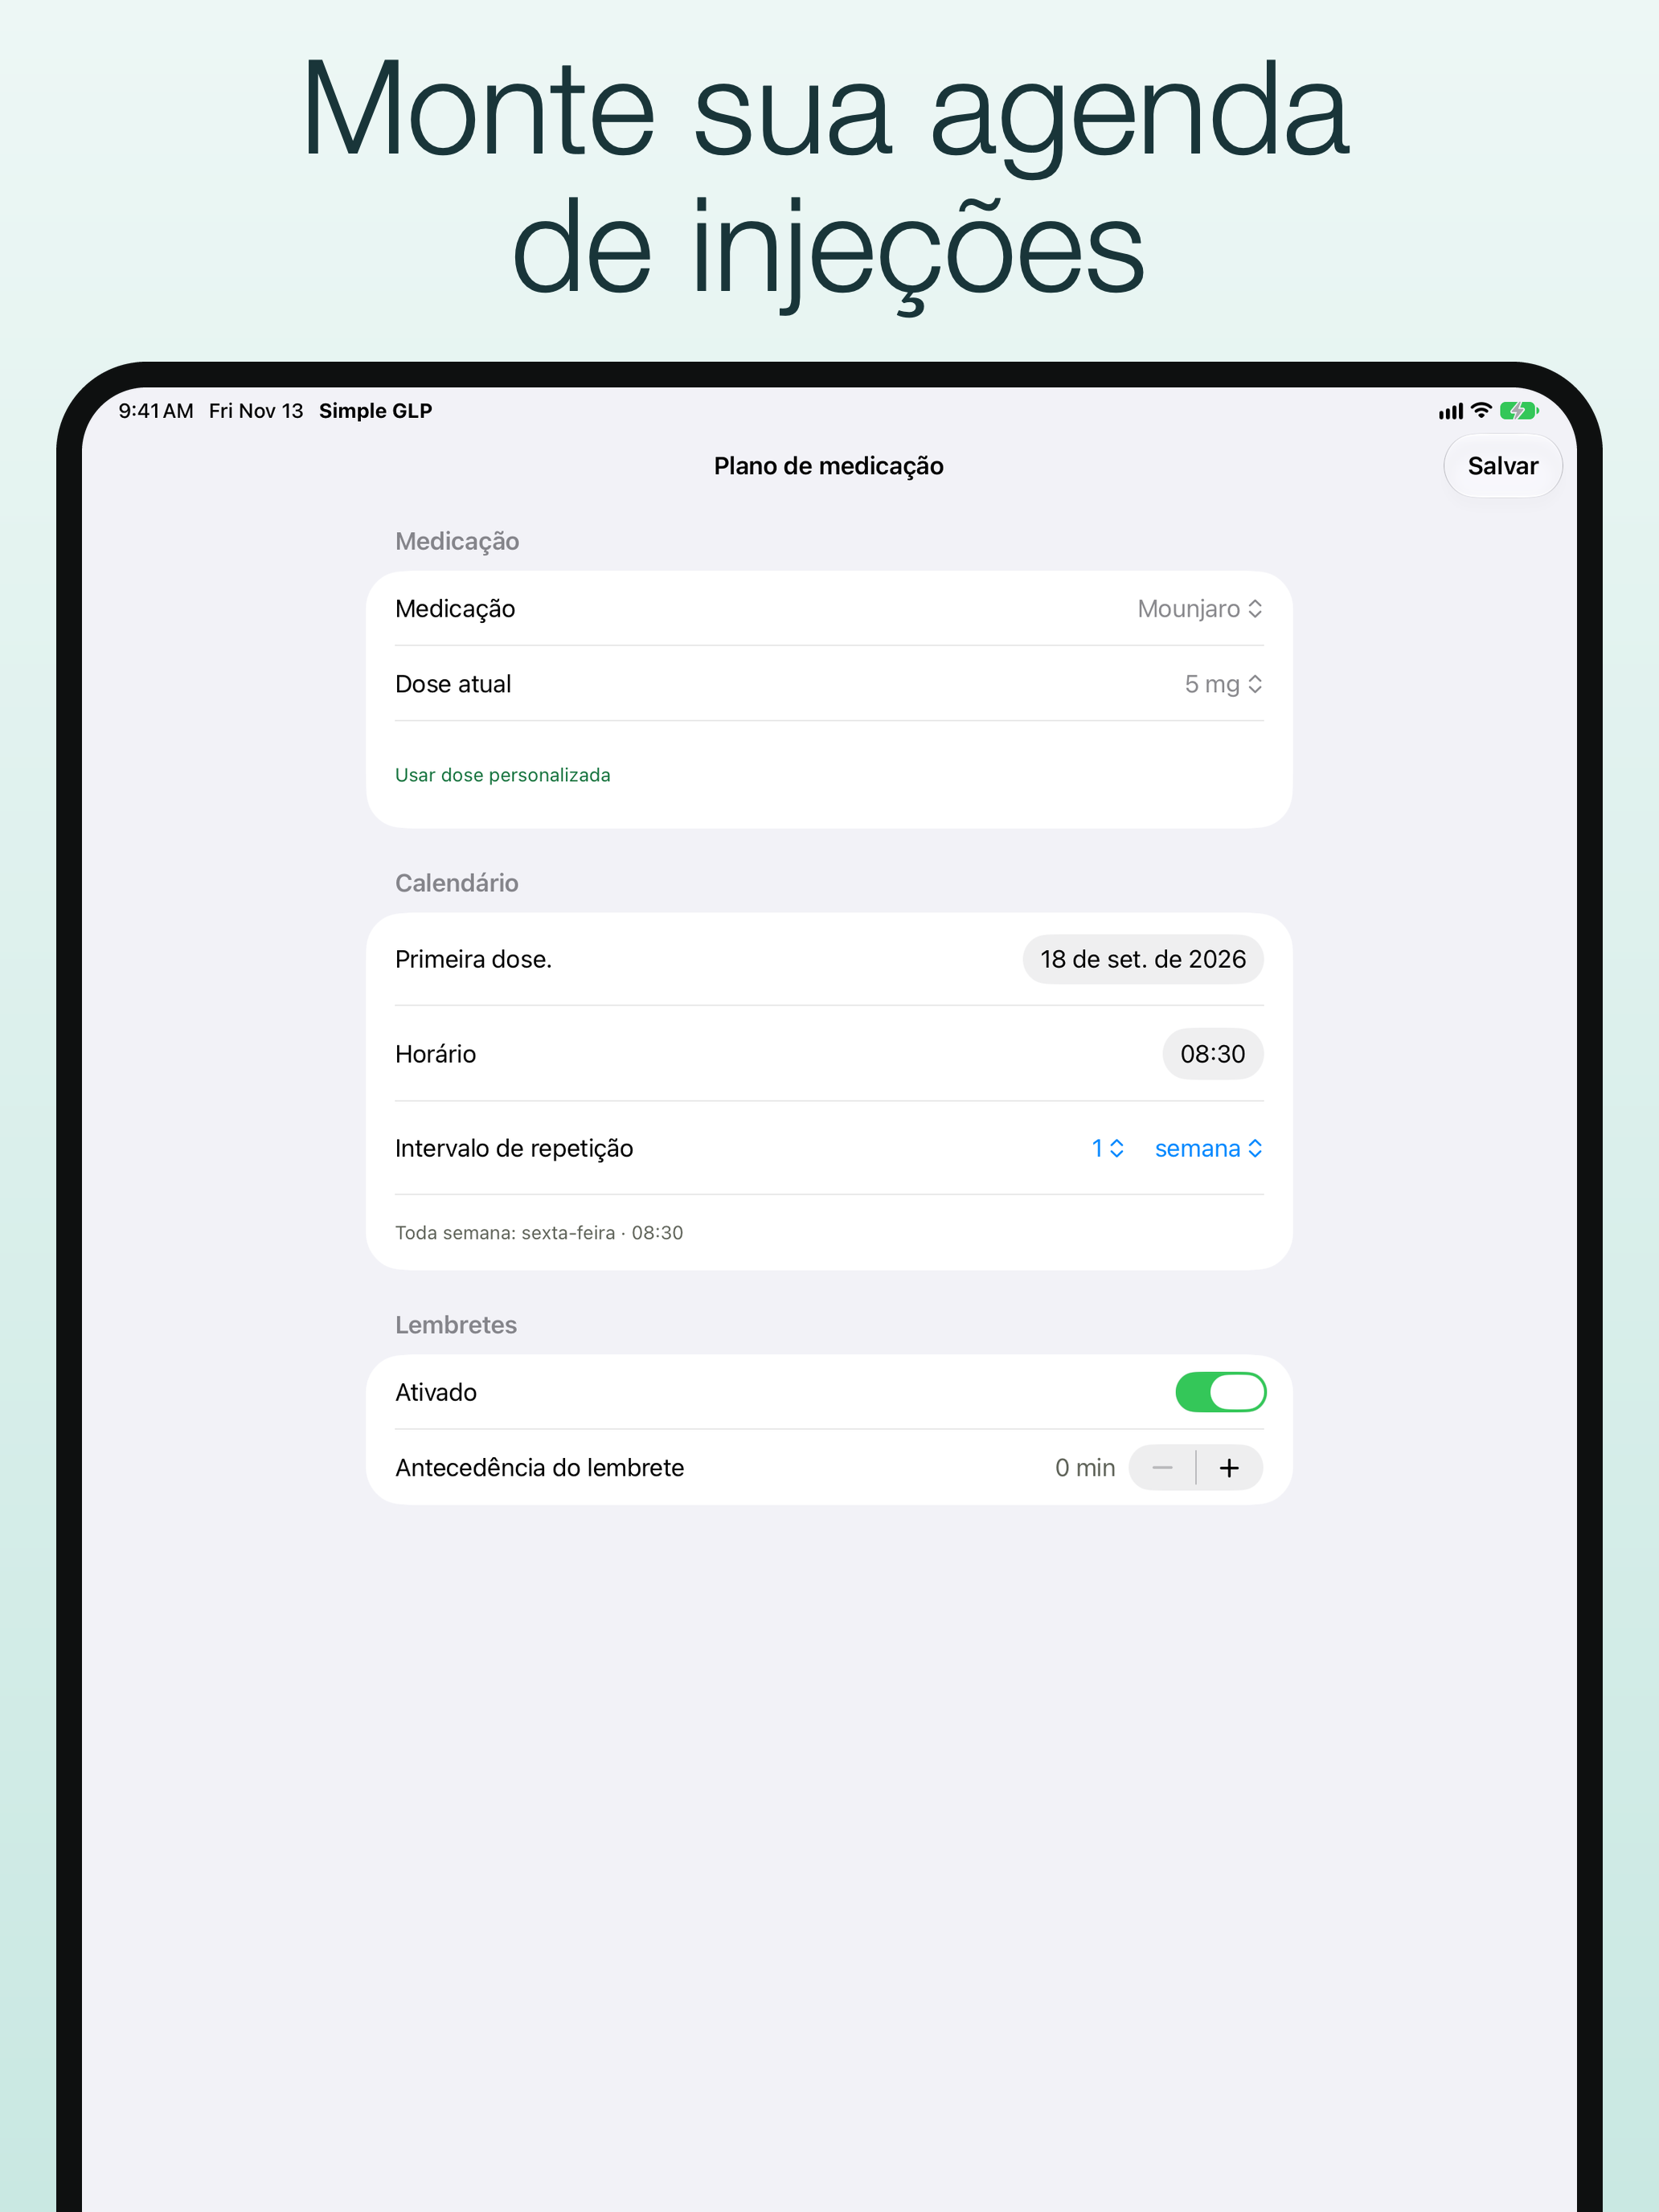 Monte sua agenda
de injeções
9:41 AM Fri Nov 13 Simple GLP
Plano de medicação
Salvar
Medicação
Medicação Mounjaro
Dose atual 5 mg
Usar dose personalizada
Calendário
Primeira dose. 18 de set. de 2026
Horário 08:30
Intervalo de repetição 1 semana
Toda semana: sexta-feira · 08:30
Lembretes
Ativado
Antecedência do lembrete 0 min − +